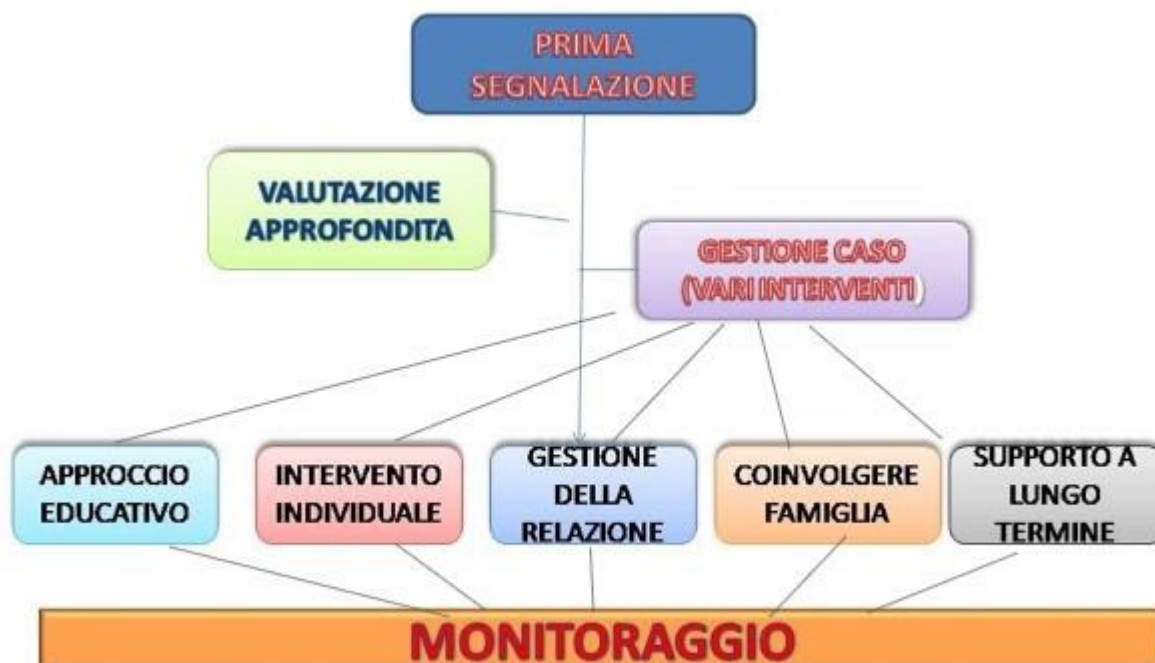 PRIMA
SEGNALAZIONE
VALUTAZIONE
APPROFONDITA
GESTIONE CASO
(VARI INTERVENTI)
APPROCCIO
EDUCATIVO
INTERVENTO
INDIVIDUALE
GESTIONE
DELLA
RELAZIONE
COINVOLGERE
FAMIGLIA
SUPPORTO A
LUNGO
TERMINE
MONITORAGGIO